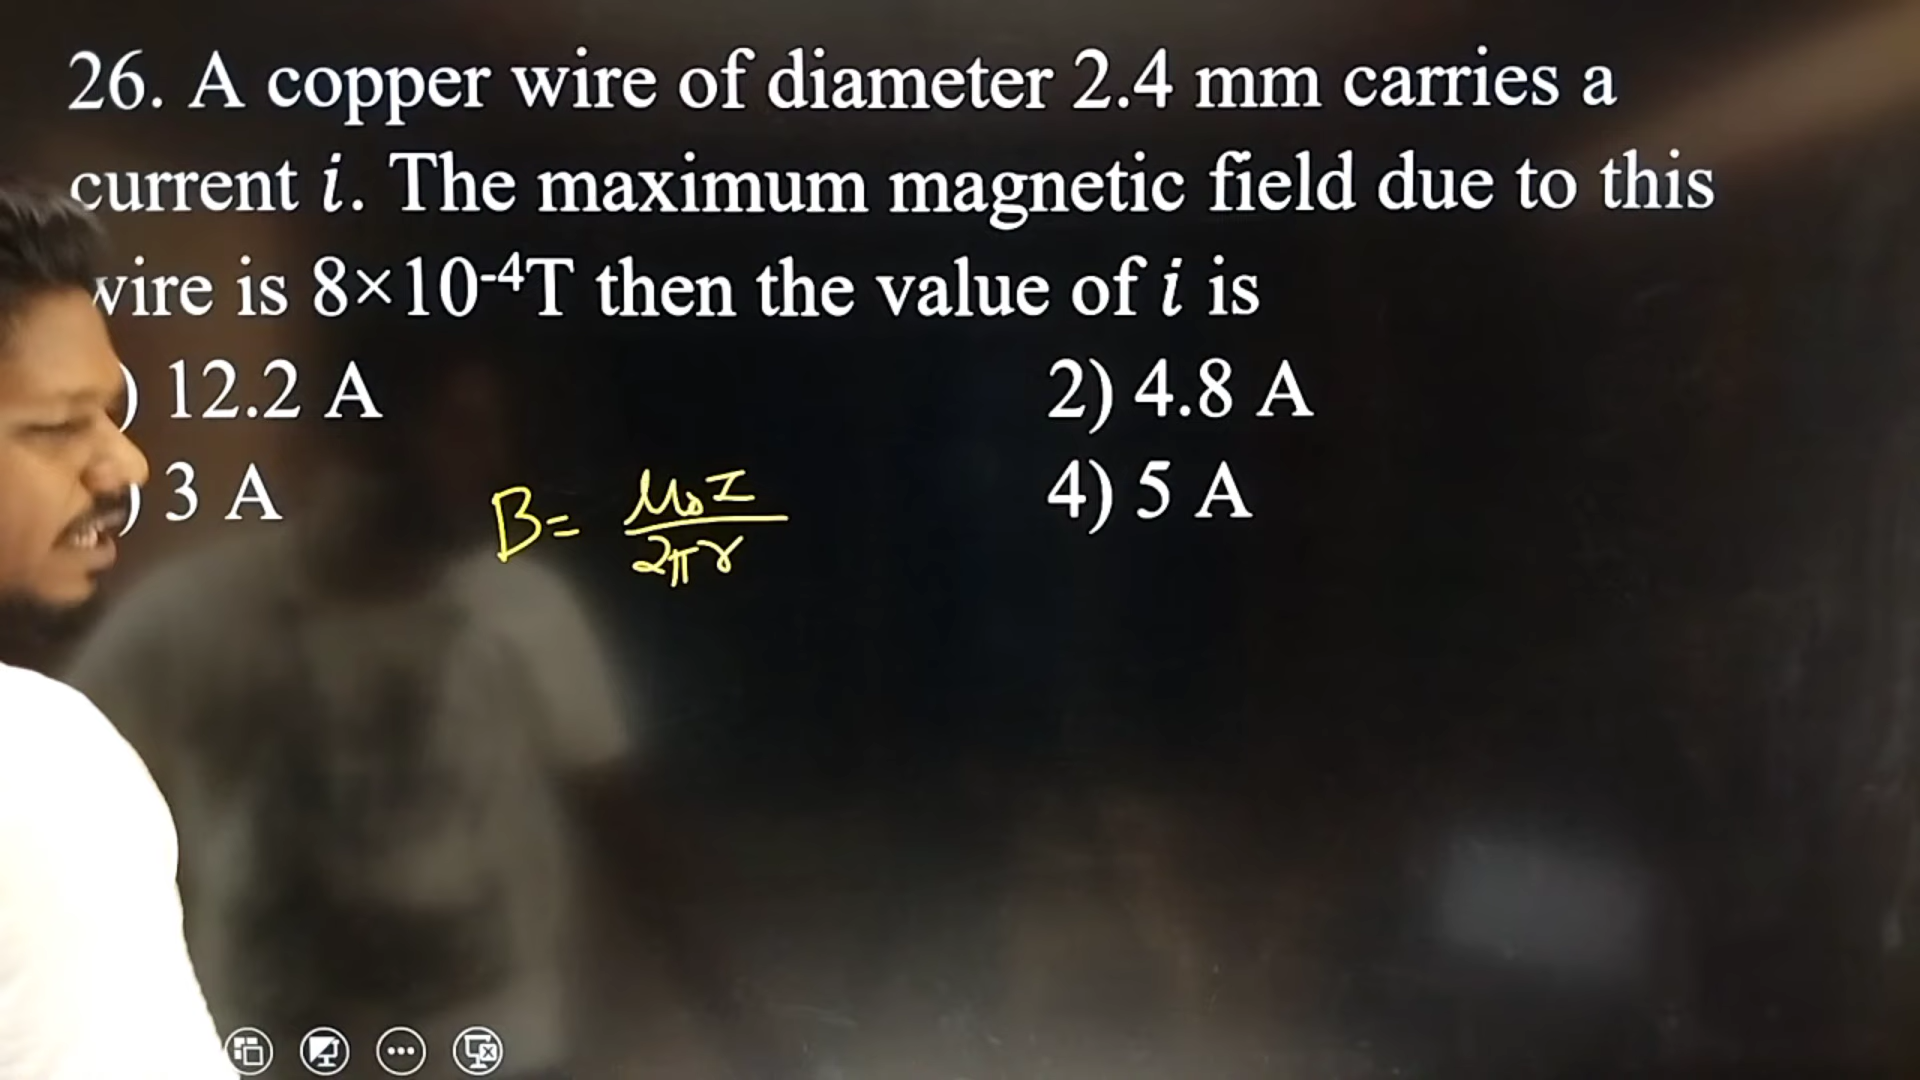 26. A copper wire of diameter 2.4 mm carries a
current i. The maximum magnetic field due to this
wire is 8×10⁻⁴T then the value of i is
) 12.2 A 2) 4.8 A
) 3 A 4) 5 A
B = μ₀I / 2πr